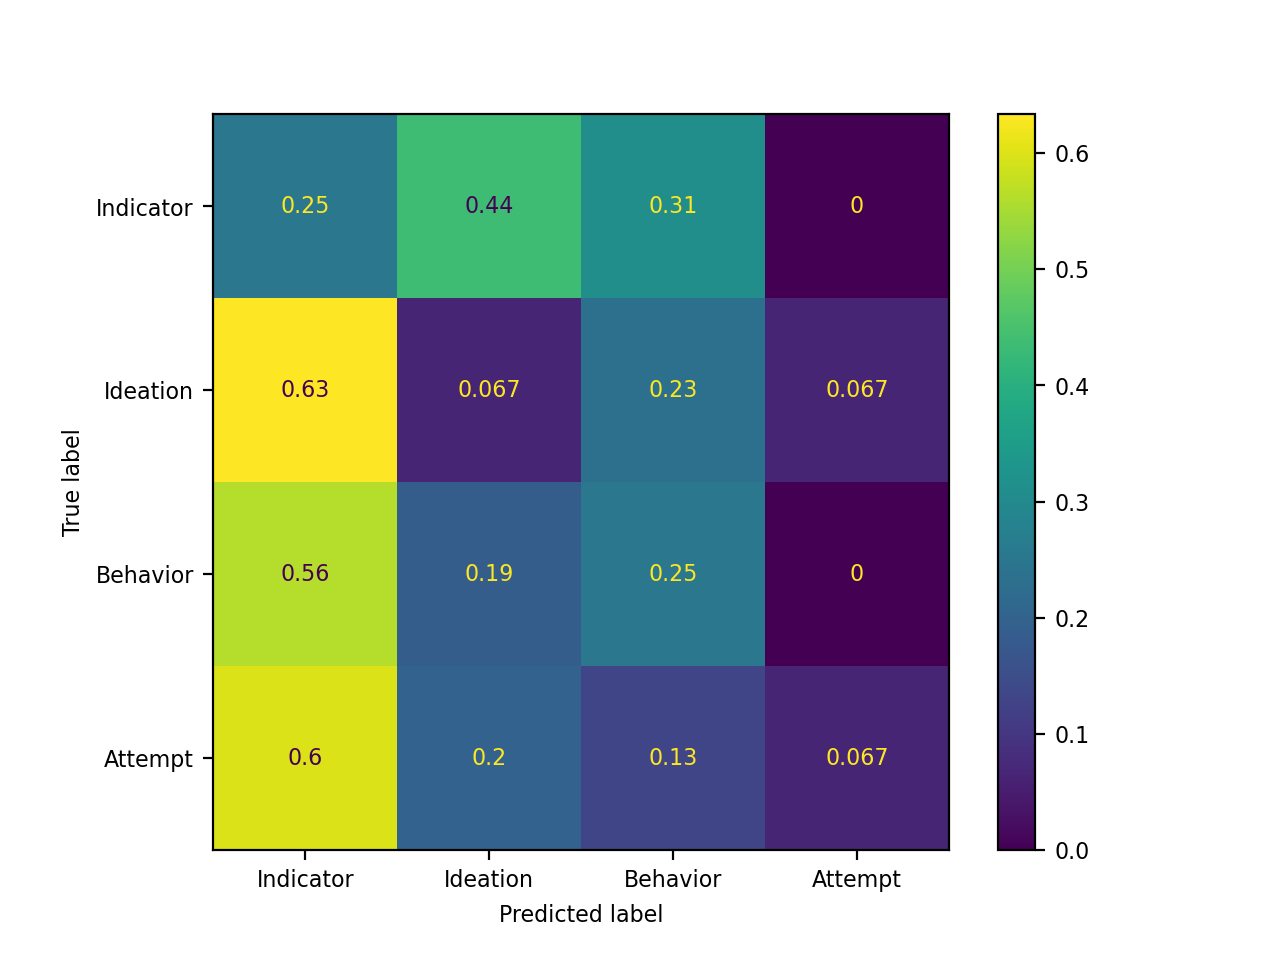 Indicator 0.25 0.44 0.31 0
Ideation 0.63 0.067 0.23 0.067
Behavior 0.56 0.19 0.25 0
Attempt 0.6 0.2 0.13 0.067
Indicator Ideation Behavior Attempt
Predicted label
True label
0.6
0.5
0.4
0.3
0.2
0.1
0.0